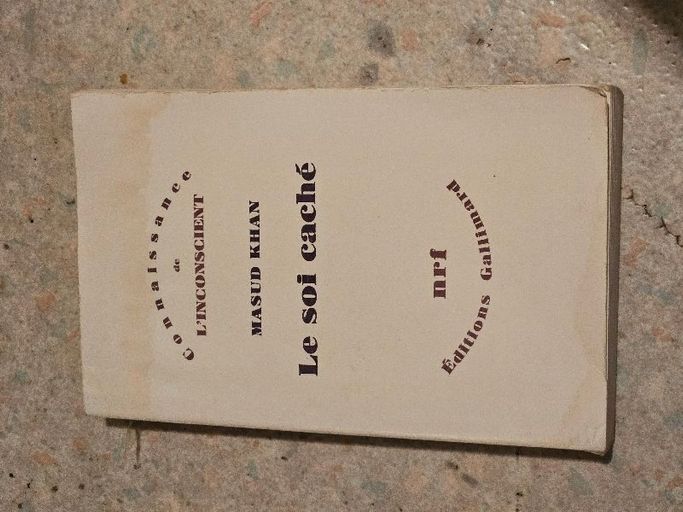 Connaissance
de
L'INCONSCIENT
MASUD KHAN
Le soi caché
nrf
Éditions Gallimard